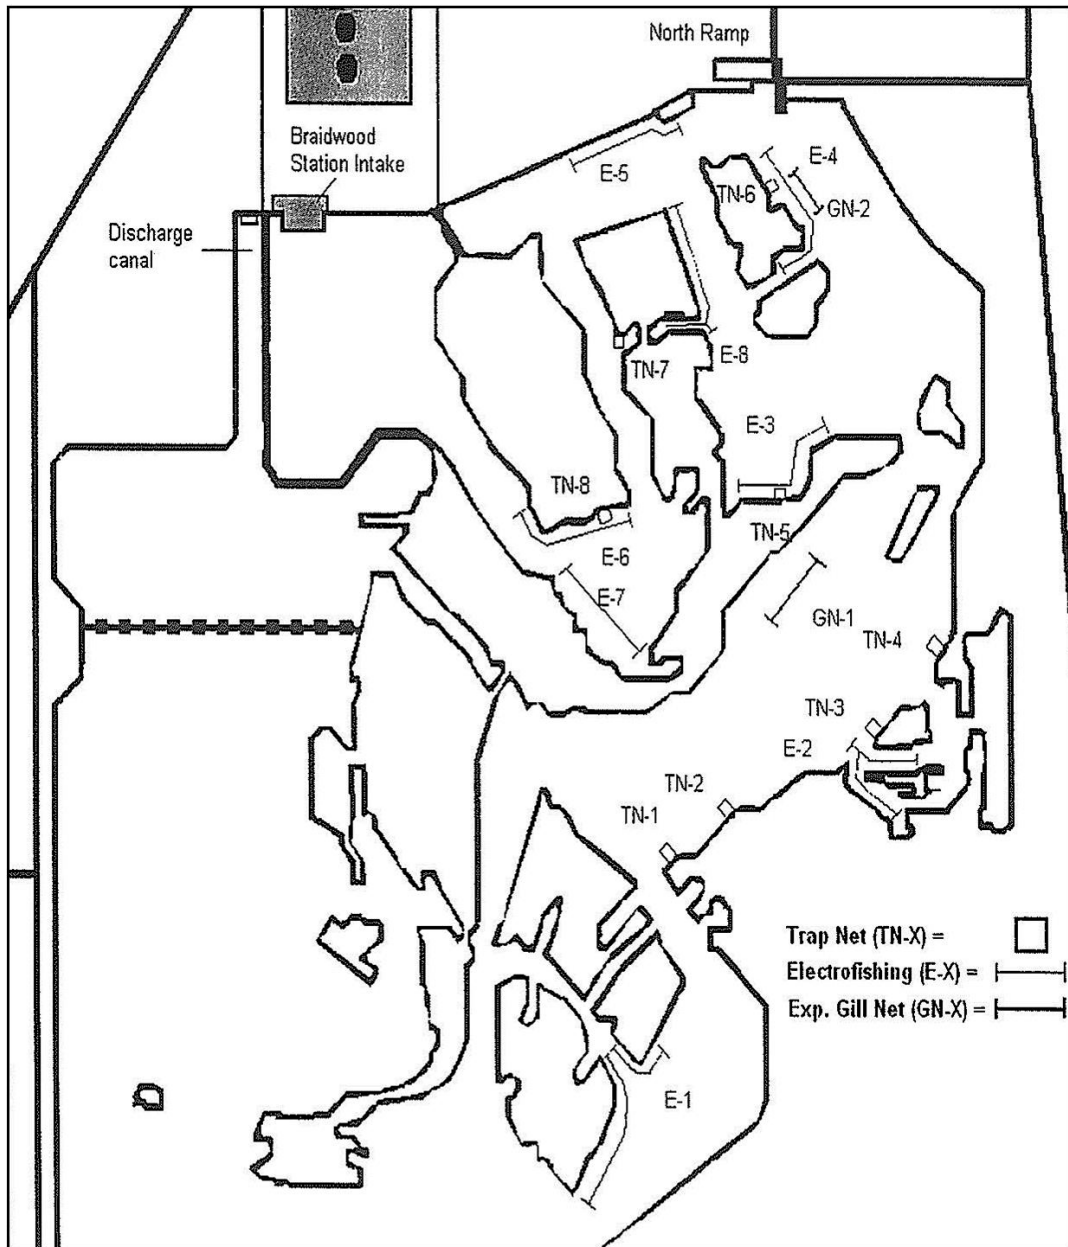 North Ramp
Braidwood
Station Intake
E-4
E-5
TN-6
GN-2
Discharge
canal
E-8
TN-7
E-3
TN-8
TN-5
E-6
E-7
GN-1
TN-4
TN-3
E-2
TN-2
TN-1
Trap Net (TN-X) =
Electrofishing (E-X) =
Exp. Gill Net (GN-X) =
E-1